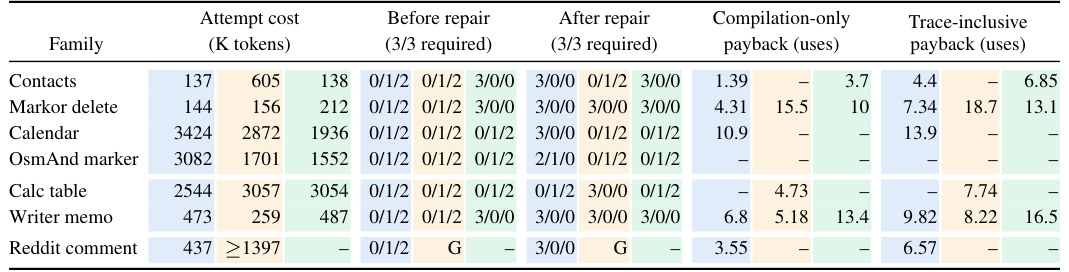 Family Attempt cost (K tokens) Before repair (3/3 required) After repair (3/3 required) Compilation-only payback (uses) Trace-inclusive payback (uses)
Contacts 137 605 138 0/1/2 0/1/2 3/0/0 3/0/0 0/1/2 3/0/0 1.39 – 3.7 4.4 – 6.85
Markor delete 144 156 212 0/1/2 0/1/2 3/0/0 3/0/0 3/0/0 3/0/0 4.31 15.5 10 7.34 18.7 13.1
Calendar 3424 2872 1936 0/1/2 0/1/2 0/1/2 3/0/0 0/1/2 0/1/2 10.9 – – 13.9 – –
OsmAnd marker 3082 1701 1552 0/1/2 0/1/2 0/1/2 2/1/0 0/1/2 0/1/2 – – – – – –
Calc table 2544 3057 3054 0/1/2 0/1/2 0/1/2 0/1/2 3/0/0 0/1/2 – 4.73 – – 7.74 –
Writer memo 473 259 487 0/1/2 0/1/2 3/0/0 3/0/0 3/0/0 3/0/0 6.8 5.18 13.4 9.82 8.22 16.5
Reddit comment 437 ≥1397 – 0/1/2 G – 3/0/0 G – 3.55 – – 6.57 – –